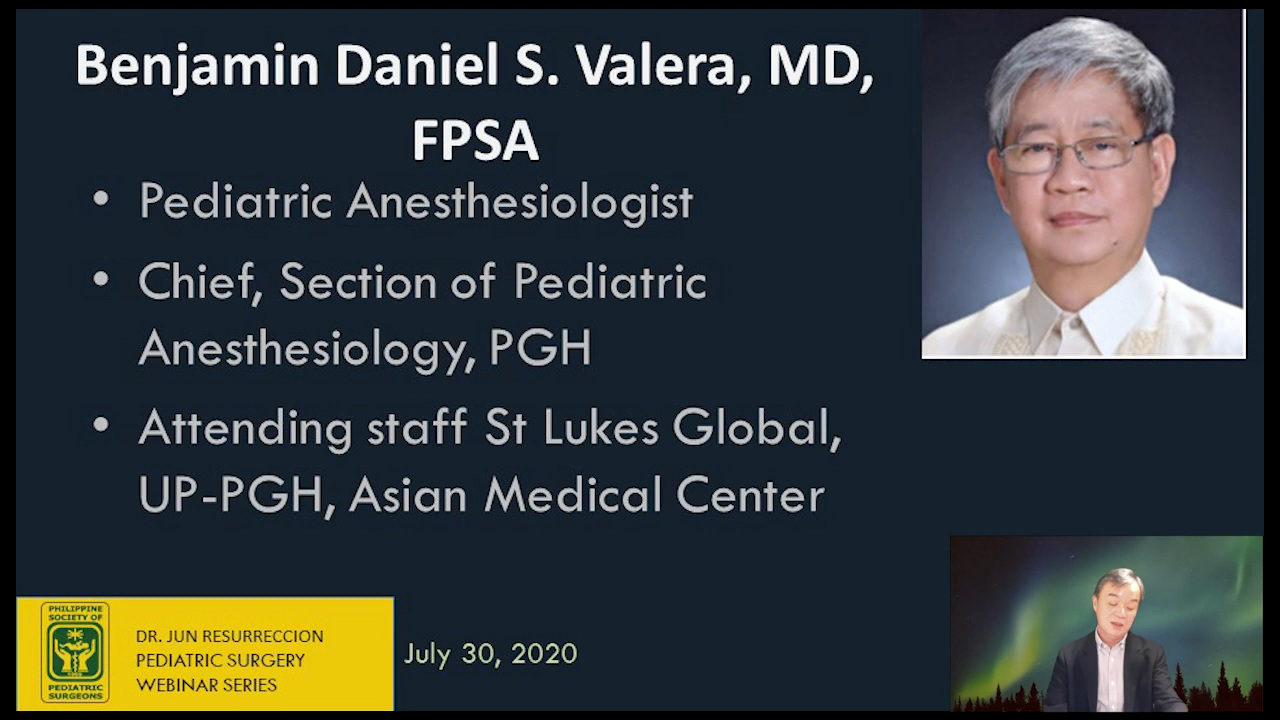 Benjamin Daniel S. Valera, MD,
FPSA
• Pediatric Anesthesiologist
• Chief, Section of Pediatric
Anesthesiology, PGH
• Attending staff St Lukes Global,
UP-PGH, Asian Medical Center
PHILIPPINE
SOCIETY OF
PEDIATRIC
SURGEONS
DR. JUN RESURRECCION
PEDIATRIC SURGERY
WEBINAR SERIES
July 30, 2020